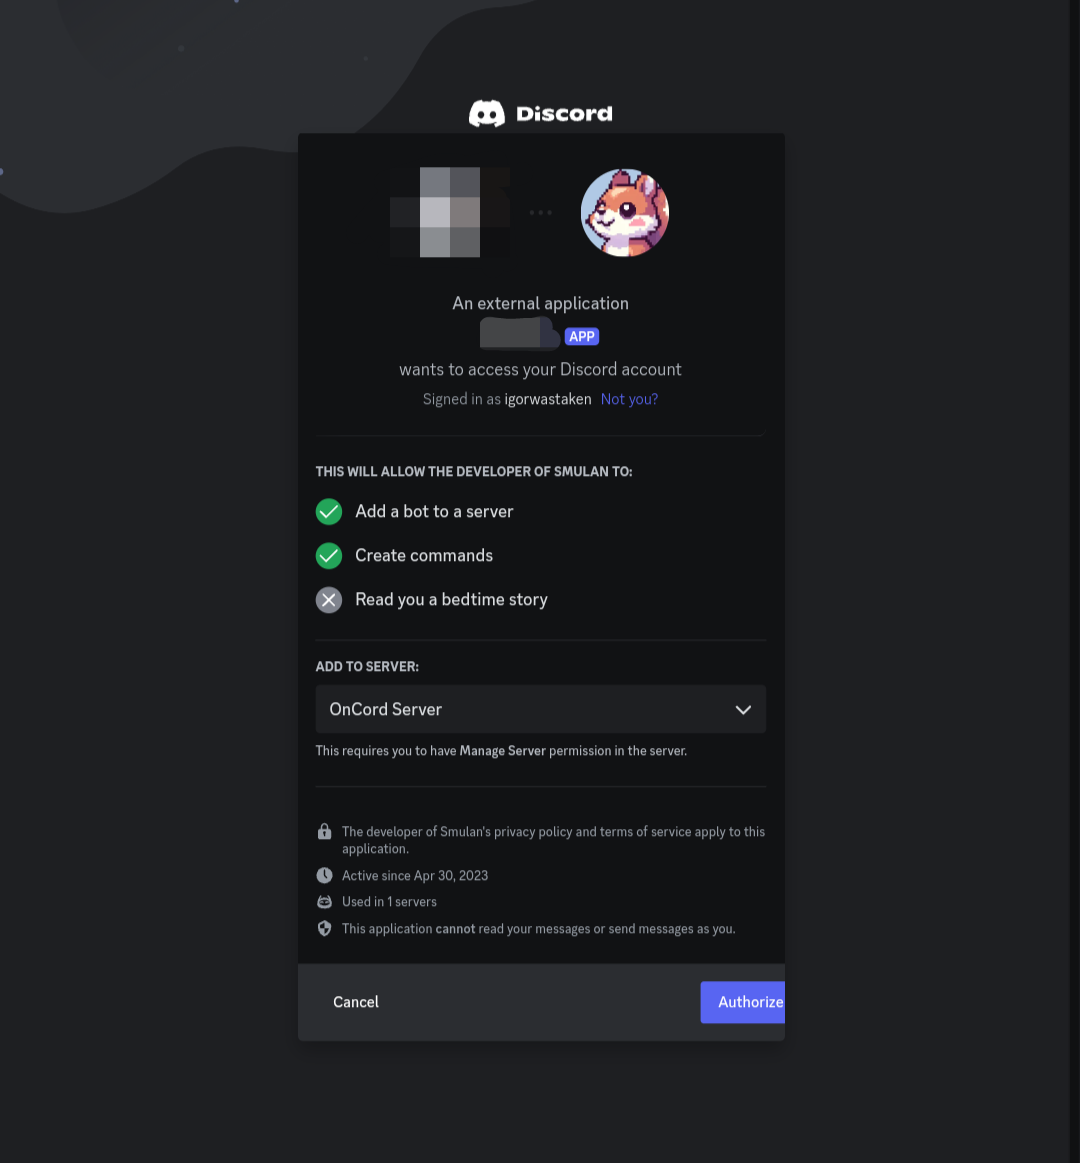 Discord
An external application
APP
wants to access your Discord account
Signed in as igorwastaken Not you?
THIS WILL ALLOW THE DEVELOPER OF SMULAN TO:
Add a bot to a server
Create commands
Read you a bedtime story
ADD TO SERVER:
OnCord Server
This requires you to have Manage Server permission in the server.
The developer of Smulan's privacy policy and terms of service apply to this
application.
Active since Apr 30, 2023
Used in 1 servers
This application cannot read your messages or send messages as you.
Cancel
Authorize